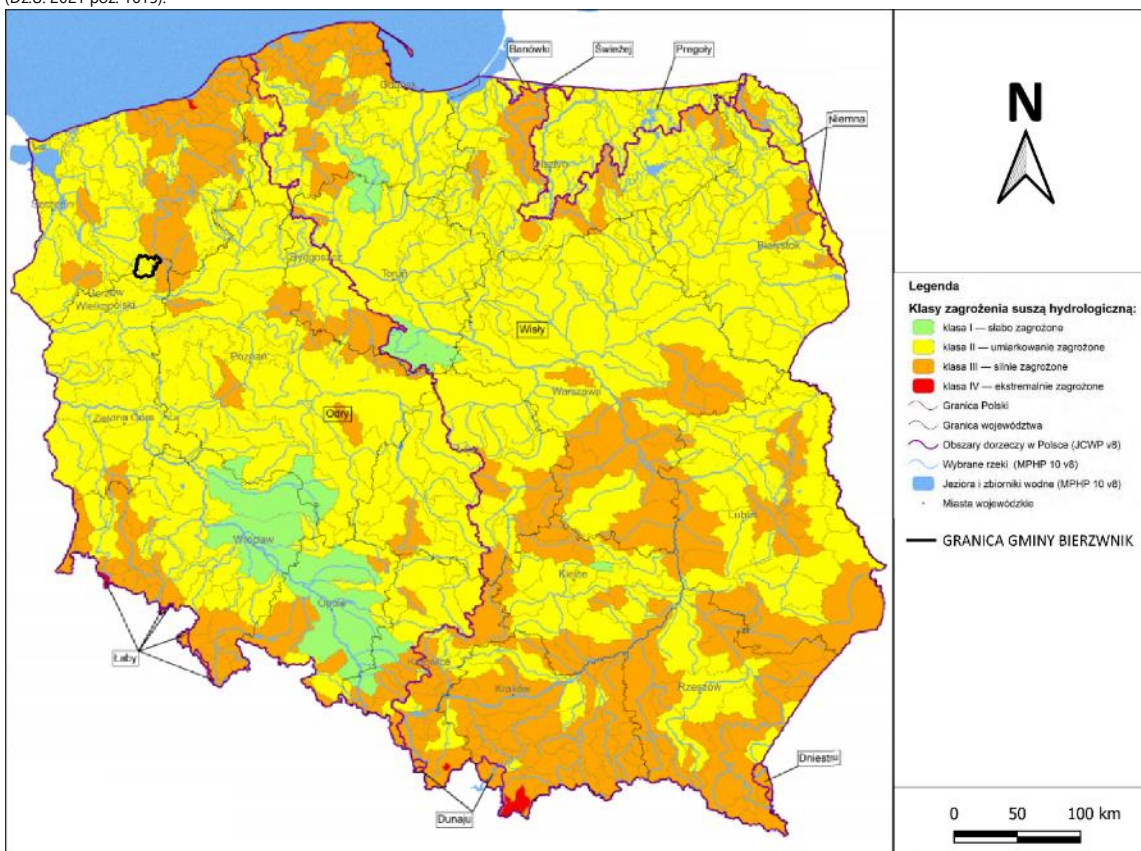 (Dz.U. 2021 poz. 1615).
Banówki
Świeżej
Pregoły
Niemna
Gdańsk
Olsztyn
Szczecin
Białystok
Bydgoszcz
Toruń
Gorzów
Wielkopolski
Wisły
Poznań
Warszawa
Zielona Góra
Odry
Łódź
Lublin
Wrocław
Kielce
Opole
Łaby
Katowice
Kraków
Rzeszów
Dniestru
Dunaju
N
Legenda
Klasy zagrożenia suszą hydrologiczną:
klasa I — słabo zagrożone
klasa II — umiarkowanie zagrożone
klasa III — silnie zagrożone
klasa IV — ekstremalnie zagrożone
Granica Polski
Granica województwa
Obszary dorzeczy w Polsce (JCWP v8)
Wybrane rzeki (MPHP 10 v8)
Jeziora i zbiorniki wodne (MPHP 10 v8)
Miasta wojewódzkie
GRANICA GMINY BIERZWNIK
0 50 100 km